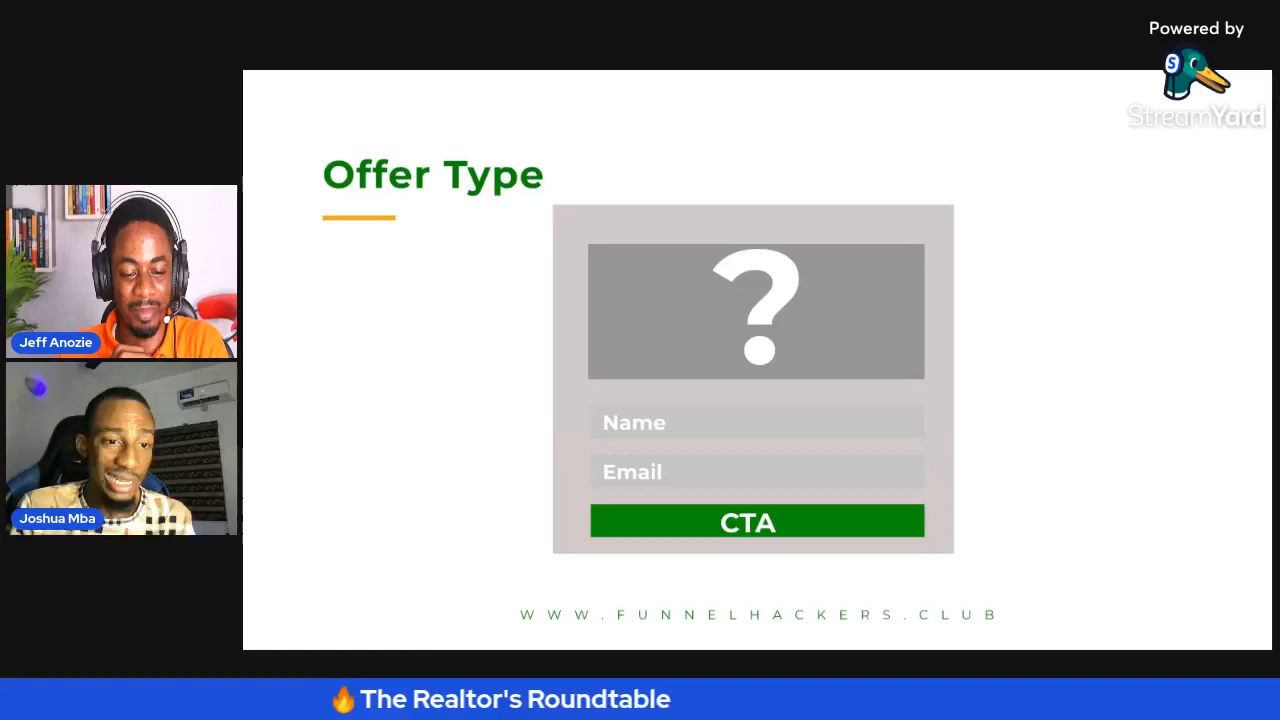 Powered by
StreamYard
Offer Type
?
Name
Email
CTA
WWW.FUNNELHACKERS.CLUB
Jeff Anozie
Joshua Mba
🔥The Realtor's Roundtable